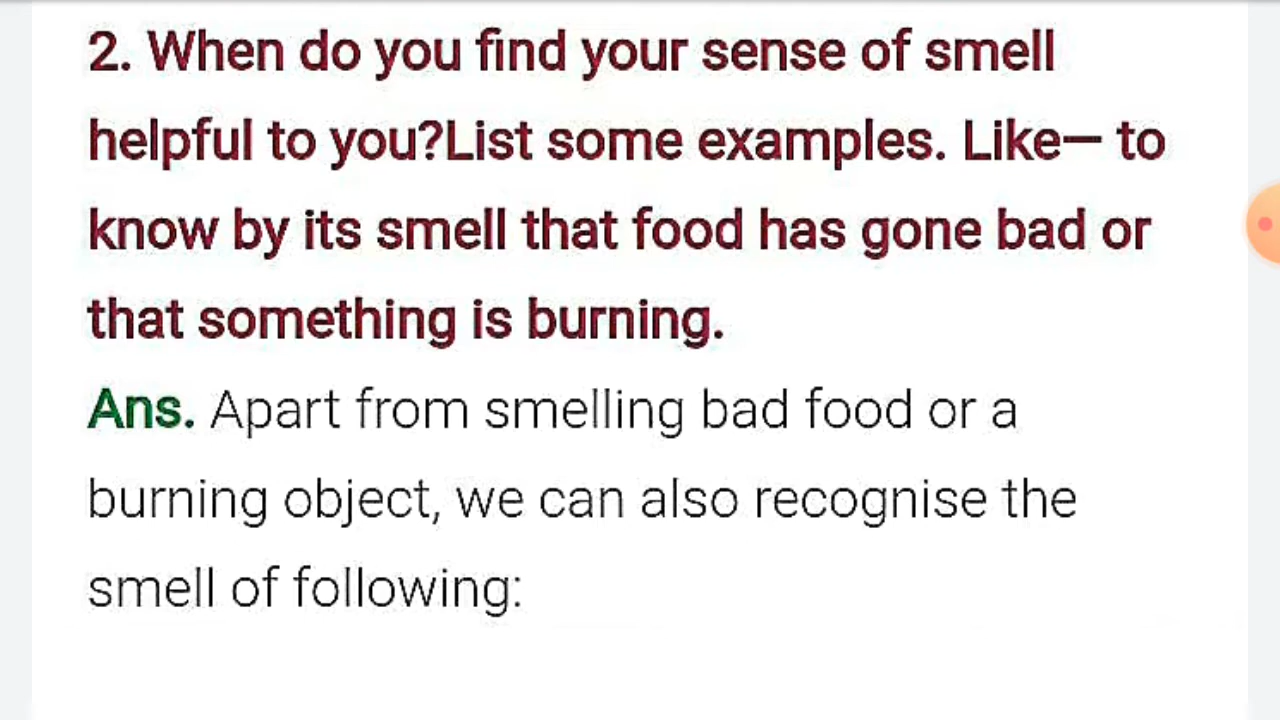 2. When do you find your sense of smell
helpful to you?List some examples. Like— to
know by its smell that food has gone bad or
that something is burning.
Ans. Apart from smelling bad food or a
burning object, we can also recognise the
smell of following: